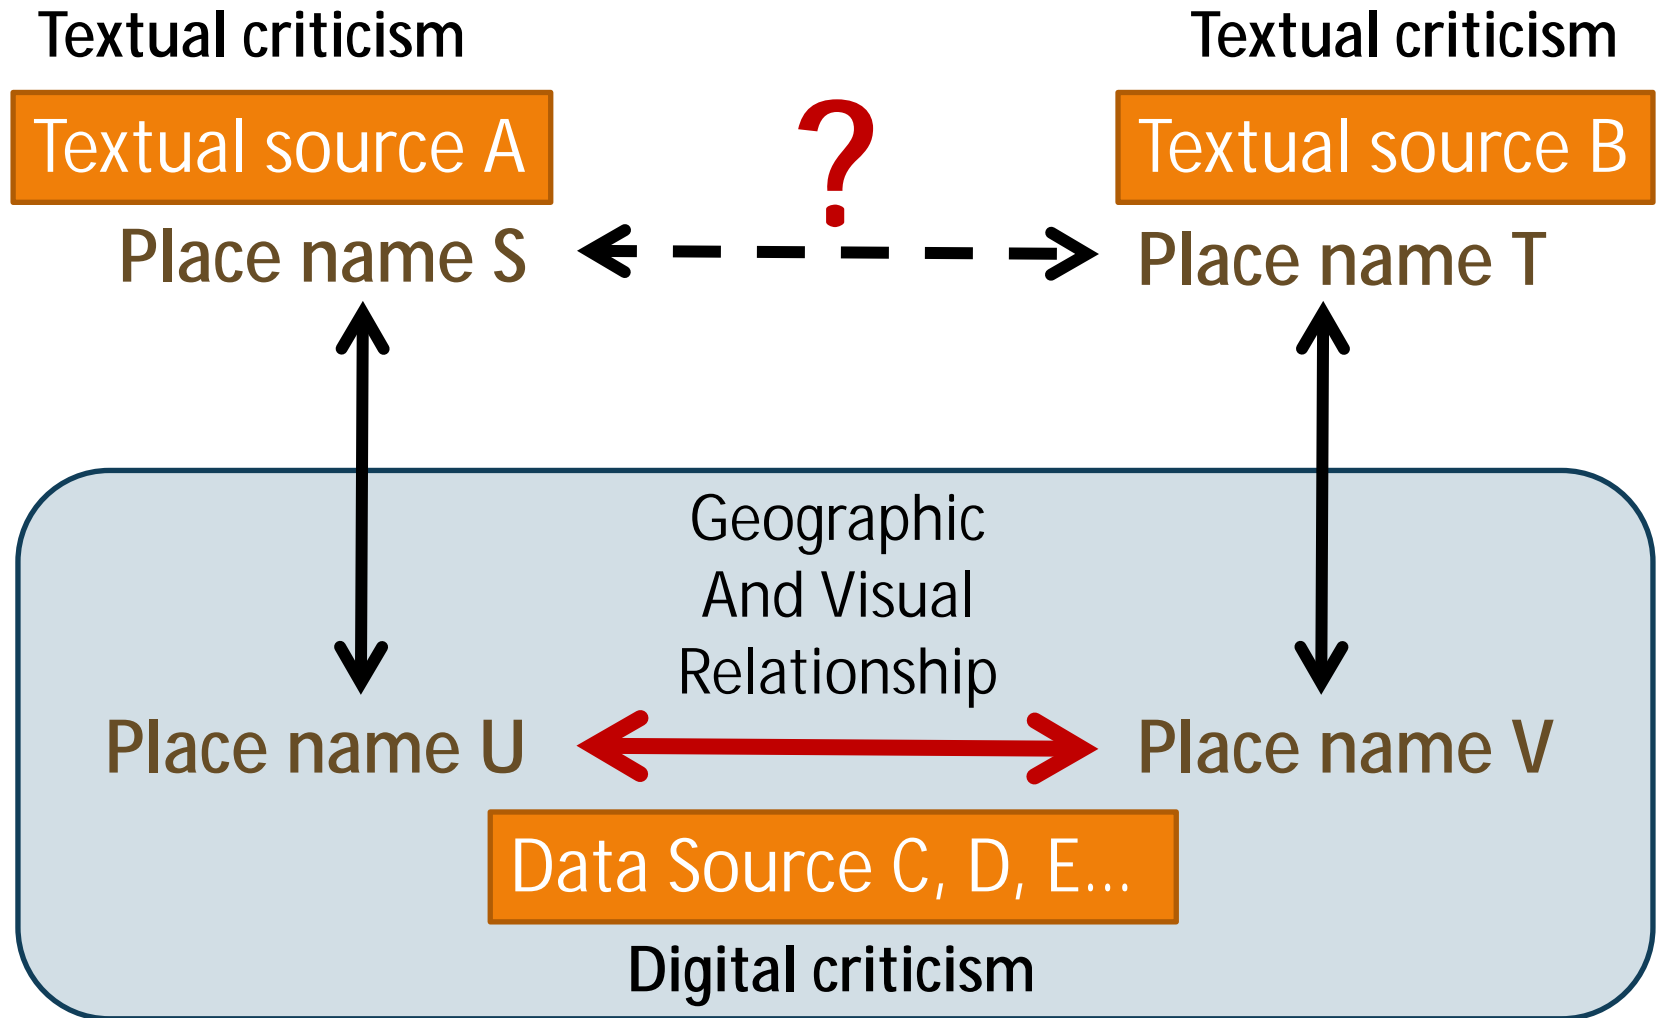 Textual criticism
Textual criticism
Textual source A
?
Textual source B
Place name S
Place name T
Geographic
And Visual
Relationship
Place name U
Place name V
Data Source C, D, E...
Digital criticism